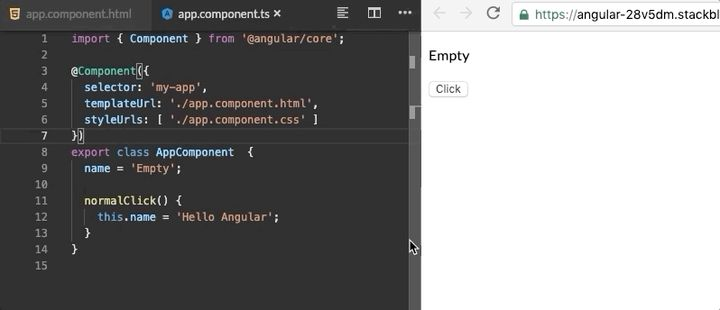 app.component.html
app.component.ts
https://angular-28v5dm.stackbl
1 import { Component } from '@angular/core';
2
3 @Component({
4 selector: 'my-app',
5 templateUrl: './app.component.html',
6 styleUrls: [ './app.component.css' ]
7 })
8 export class AppComponent {
9 name = 'Empty';
10
11 normalClick() {
12 this.name = 'Hello Angular';
13 }
14 }
15
Empty
Click